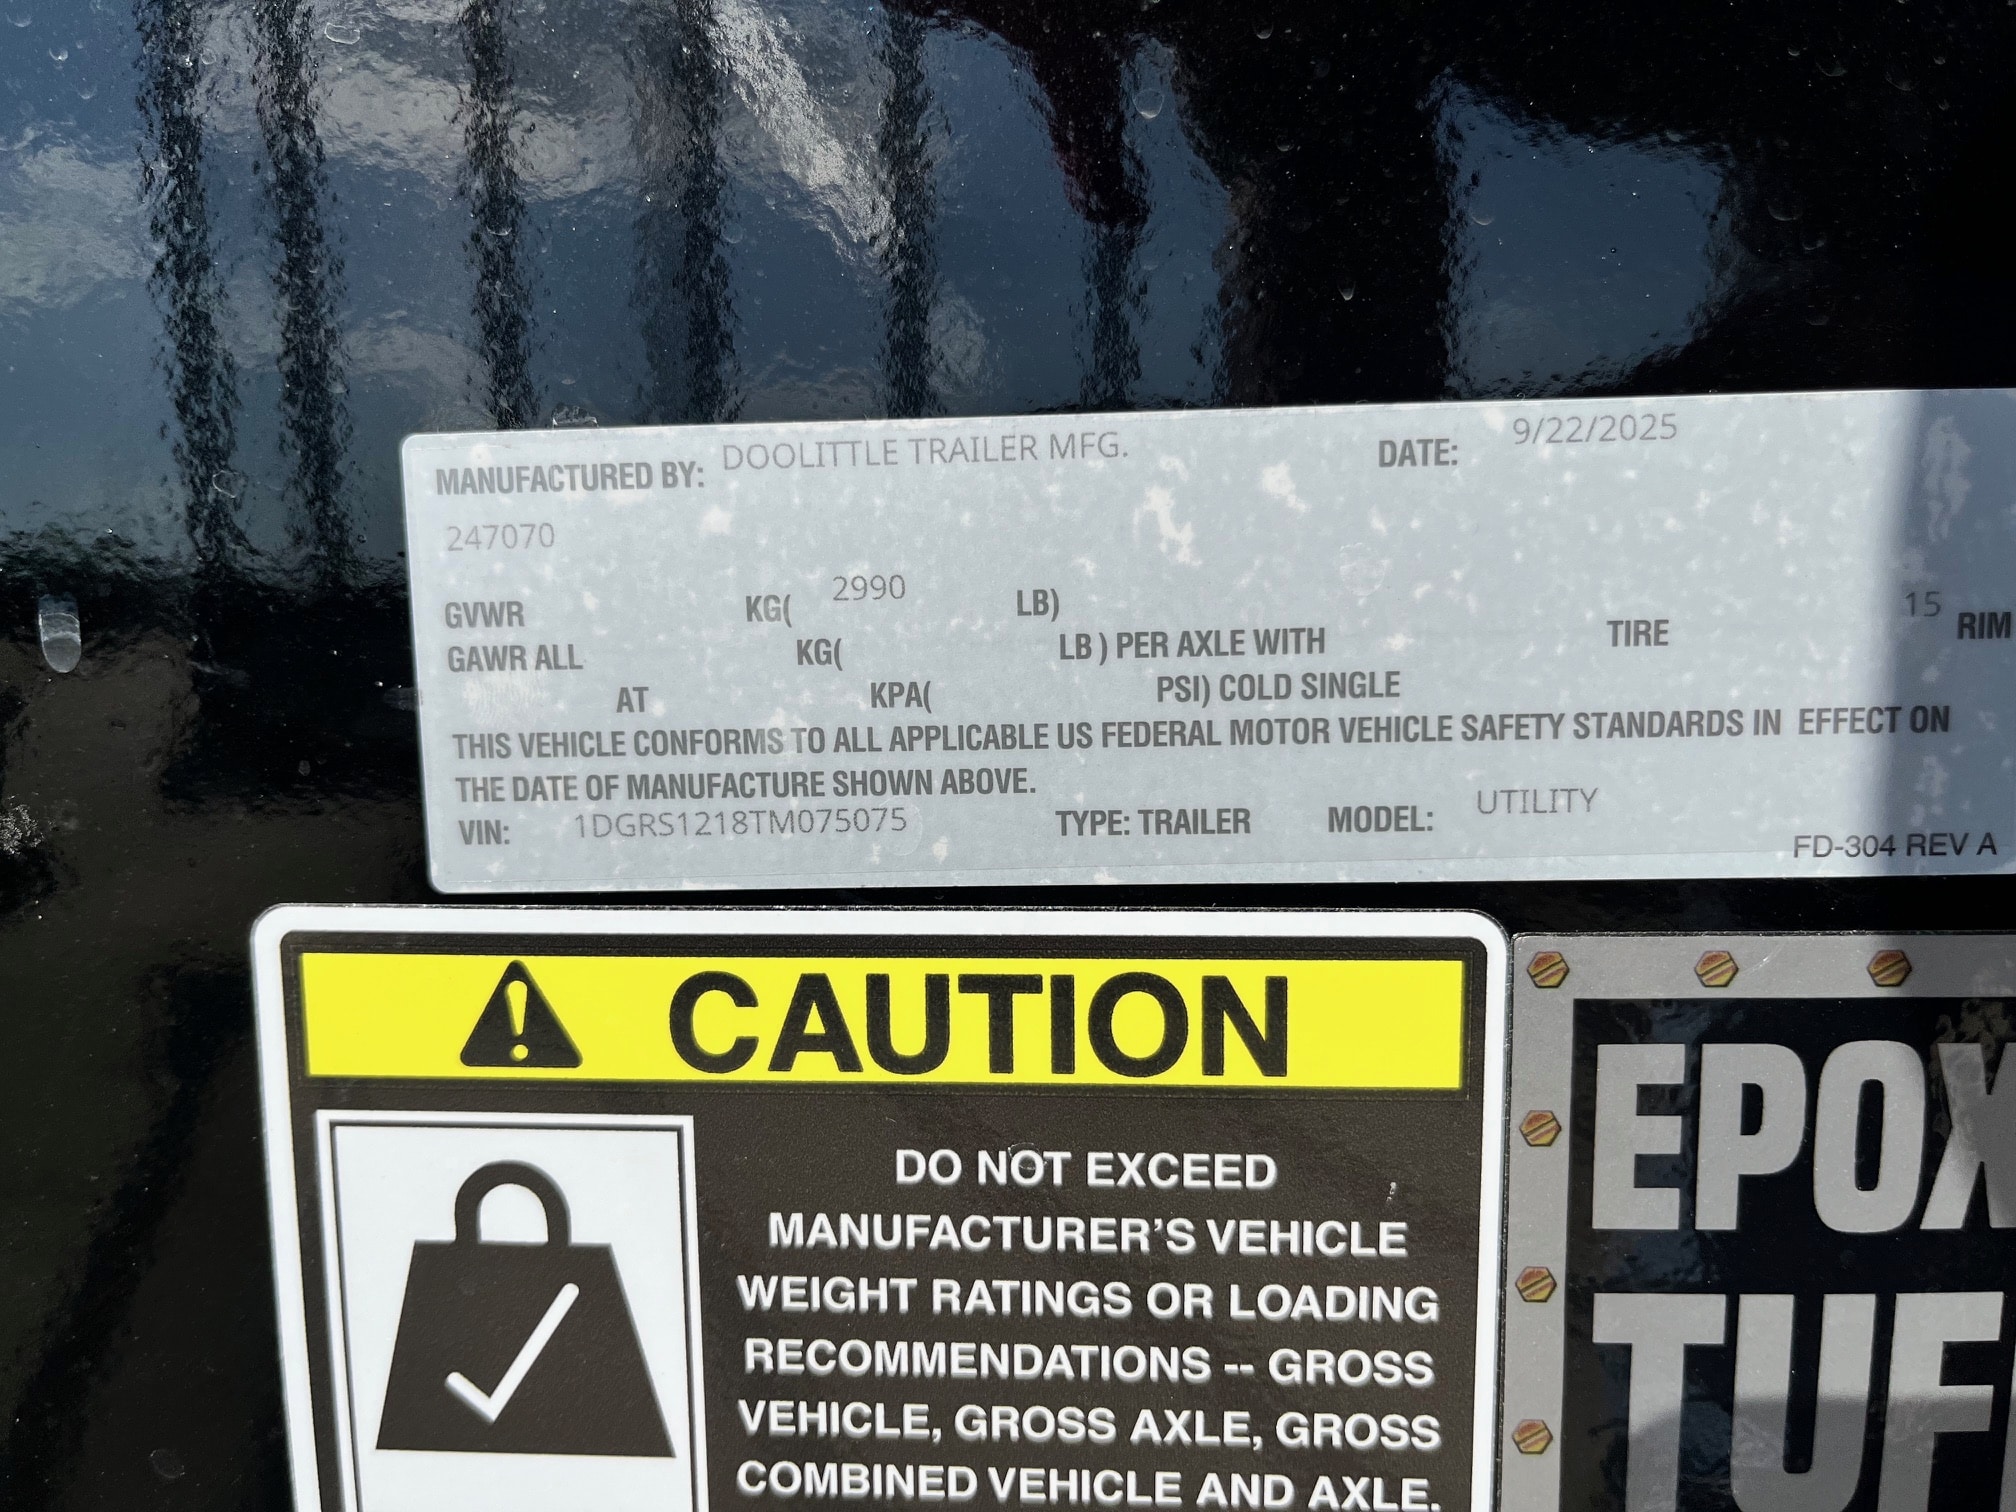 MANUFACTURED BY: DOOLITTLE TRAILER MFG. DATE: 9/22/2025
247070
GVWR KG( 2990 LB)
GAWR ALL KG( LB ) PER AXLE WITH TIRE 15 RIM
AT KPA( PSI) COLD SINGLE
THIS VEHICLE CONFORMS TO ALL APPLICABLE US FEDERAL MOTOR VEHICLE SAFETY STANDARDS IN EFFECT ON
THE DATE OF MANUFACTURE SHOWN ABOVE.
VIN: 1DGRS1218TM075075 TYPE: TRAILER MODEL: UTILITY
FD-304 REV A
CAUTION
DO NOT EXCEED
MANUFACTURER'S VEHICLE
WEIGHT RATINGS OR LOADING
RECOMMENDATIONS -- GROSS
VEHICLE, GROSS AXLE, GROSS
COMBINED VEHICLE AND AXLE.
EPOX
TUF